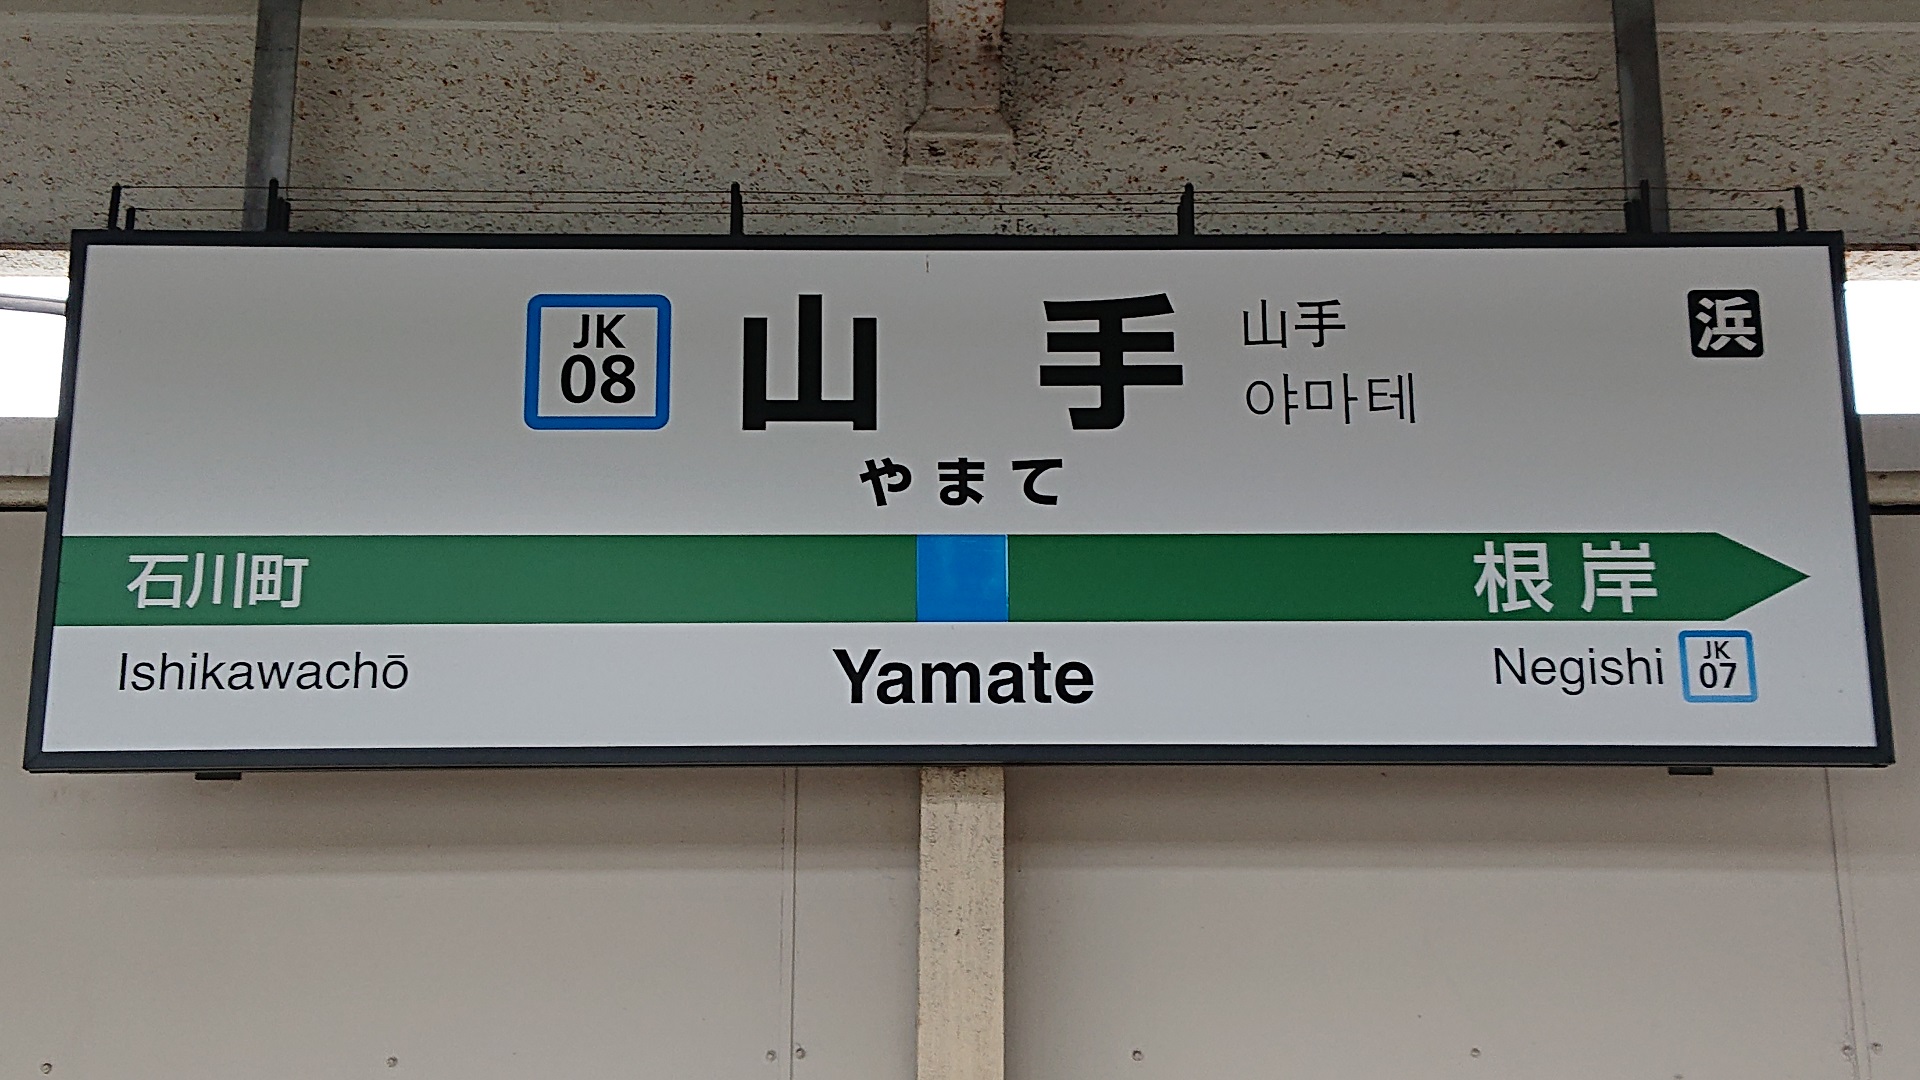 JK
08
山手
山手
야마테
浜
やまて
石川町
根岸
Ishikawachō
Yamate
Negishi
JK
07